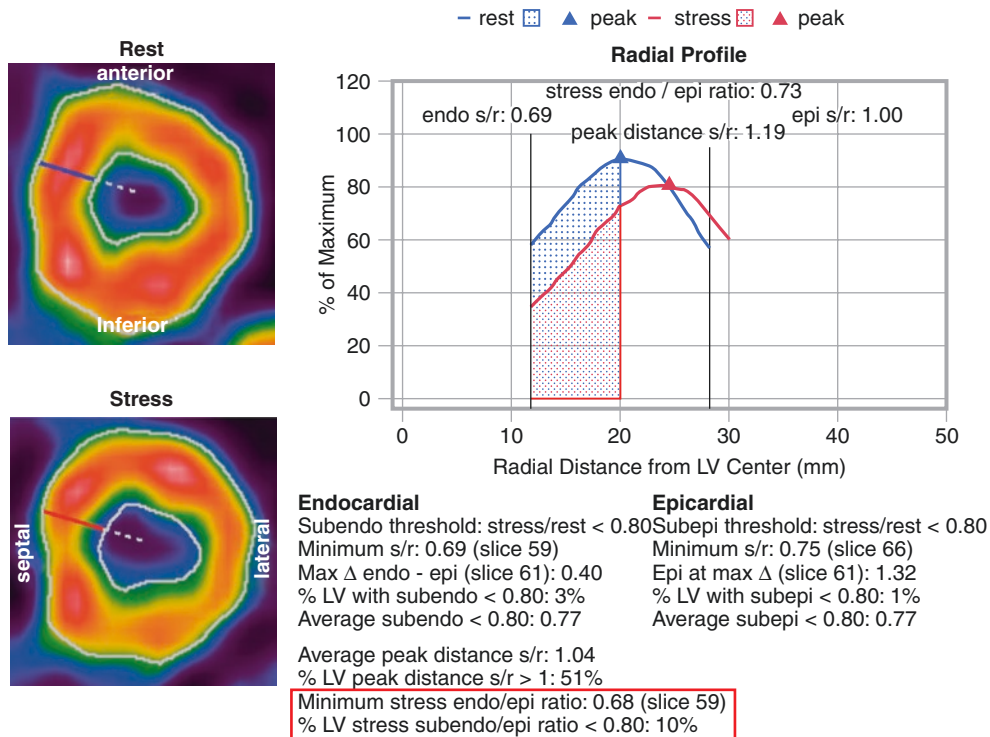 rest peak stress peak
Rest
anterior
Inferior
Radial Profile
120
100
80
60
40
20
0
% of Maximum
stress endo / epi ratio: 0.73
endo s/r: 0.69
epi s/r: 1.00
peak distance s/r: 1.19
0 10 20 30 40 50
Radial Distance from LV Center (mm)
Stress
septal
lateral
Endocardial
Subendo threshold: stress/rest < 0.80
Minimum s/r: 0.69 (slice 59)
Max Δ endo - epi (slice 61): 0.40
% LV with subendo < 0.80: 3%
Average subendo < 0.80: 0.77
Epicardial
Subepi threshold: stress/rest < 0.80
Minimum s/r: 0.75 (slice 66)
Epi at max Δ (slice 61): 1.32
% LV with subepi < 0.80: 1%
Average subepi < 0.80: 0.77
Average peak distance s/r: 1.04
% LV peak distance s/r > 1: 51%
Minimum stress endo/epi ratio: 0.68 (slice 59)
% LV stress subendo/epi ratio < 0.80: 10%